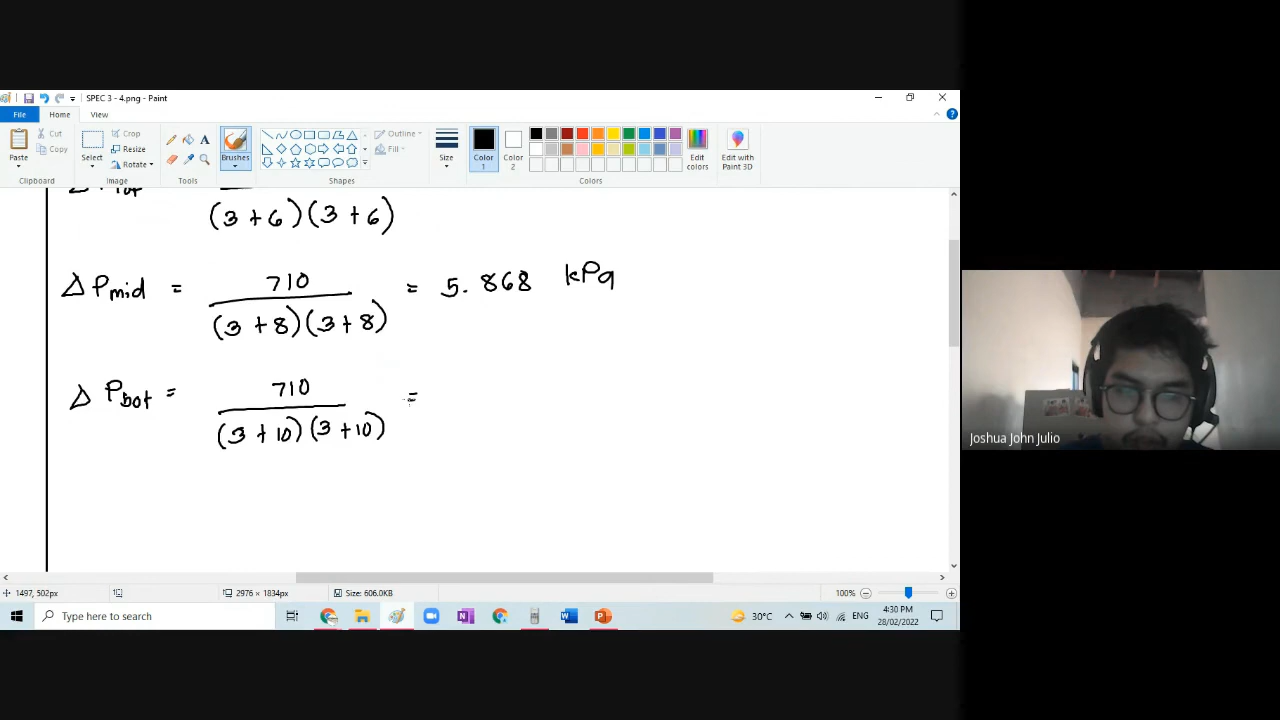 SPEC 3 - 4.png - Paint
File Home View
Paste
Cut
Copy
Clipboard
Select
Crop
Resize
Rotate
Image
Tools
Brushes
Shapes
Outline
Fill
Size
Color 1
Color 2
Edit colors
Edit with Paint 3D
Colors
(3 + 6)(3 + 6)
Δ Pmid = 710 / (3 + 8)(3 + 8) = 5.868 kPa
Δ Pbot = 710 / (3 + 10)(3 + 10) =
Joshua John Julio
1497, 502px
2976 × 1834px
Size: 606.0KB
100%
Type here to search
30°C
ENG
4:30 PM
28/02/2022